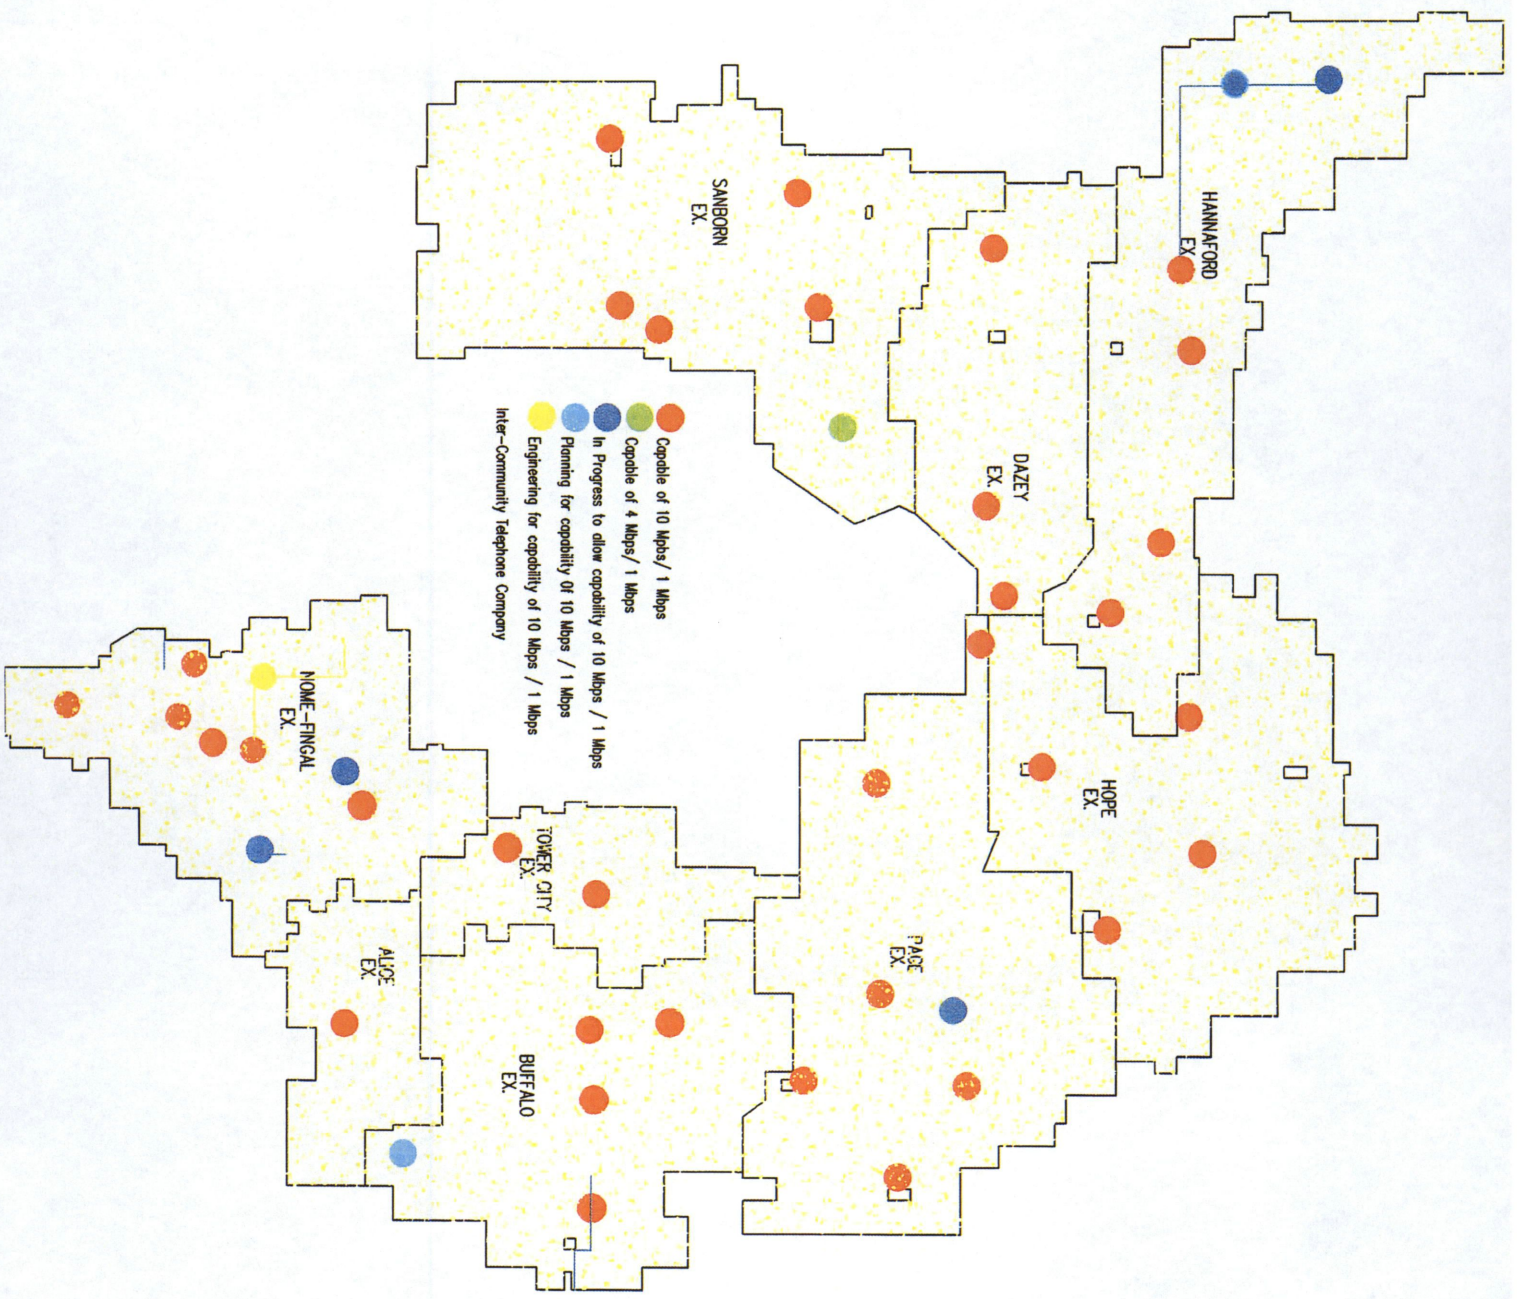 HANNAFORD
EX
SANBORN
EX.
DAZEY
EX.
HOPE
EX.
PAGE
EX.
TOWER CITY
EX.
NOME-FINGAL
EX.
ALICE
EX.
BUFFALO
EX.
Capable of 10 Mpbs/ 1 Mbps
Capable of 4 Mbps/ 1 Mbps
In Progress to allow capability of 10 Mbps / 1 Mbps
Planning for capability Of 10 Mbps / 1 Mbps
Engineering for capability of 10 Mbps / 1 Mbps
Inter-Community Telephone Company